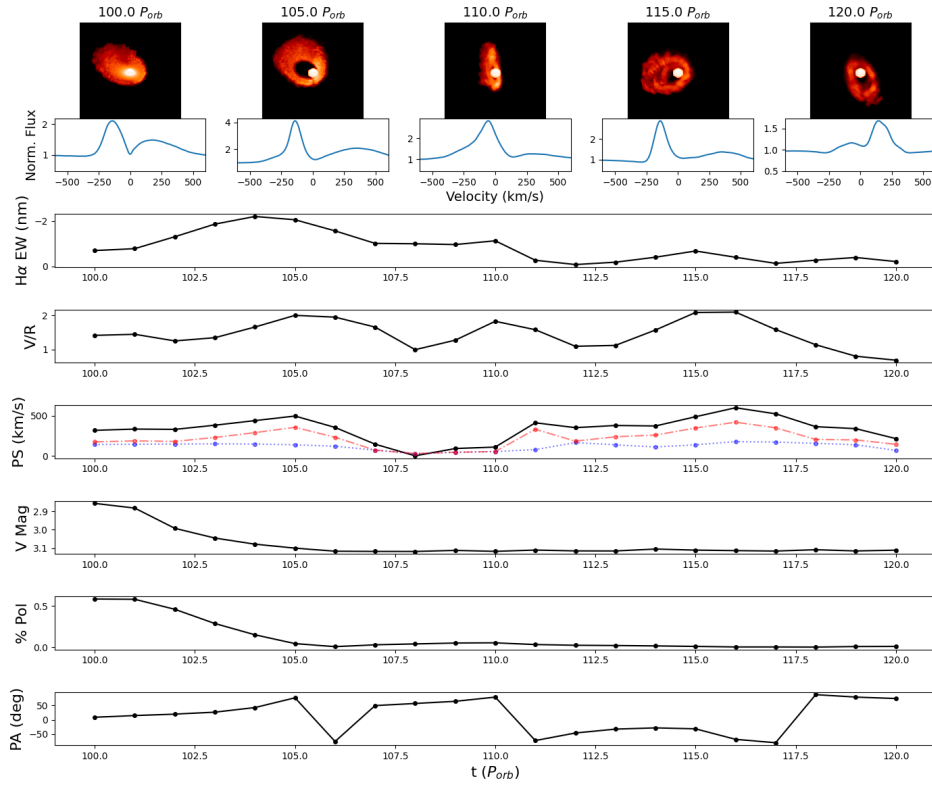 100.0 P_orb 105.0 P_orb 110.0 P_orb 115.0 P_orb 120.0 P_orb
Norm. Flux
2
1
4
2
1
1
1.5
1.0
0.5
−500 −250 0 250 500 −500 −250 0 250 500 −500 −250 0 250 500 −500 −250 0 250 500 −500 −250 0 250 500
Velocity (km/s)
Hα EW (nm)
−2
0
100.0 102.5 105.0 107.5 110.0 112.5 115.0 117.5 120.0
V/R
2
1
100.0 102.5 105.0 107.5 110.0 112.5 115.0 117.5 120.0
PS (km/s)
500
0
100.0 102.5 105.0 107.5 110.0 112.5 115.0 117.5 120.0
V Mag
2.9
3.0
3.1
100.0 102.5 105.0 107.5 110.0 112.5 115.0 117.5 120.0
% Pol
0.5
0.0
100.0 102.5 105.0 107.5 110.0 112.5 115.0 117.5 120.0
PA (deg)
50
0
−50
100.0 102.5 105.0 107.5 110.0 112.5 115.0 117.5 120.0
t (P_orb)